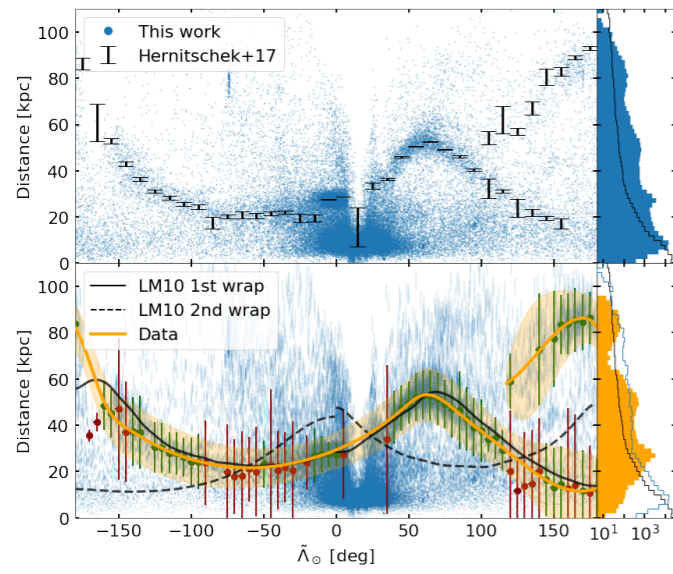 100
80
60
40
20
0
Distance [kpc]
This work
Hernitschek+17
100
80
60
40
20
0
Distance [kpc]
LM10 1st wrap
LM10 2nd wrap
Data
−150 −100 −50 0 50 100 150 10¹ 10³
Λ̃⊙ [deg]